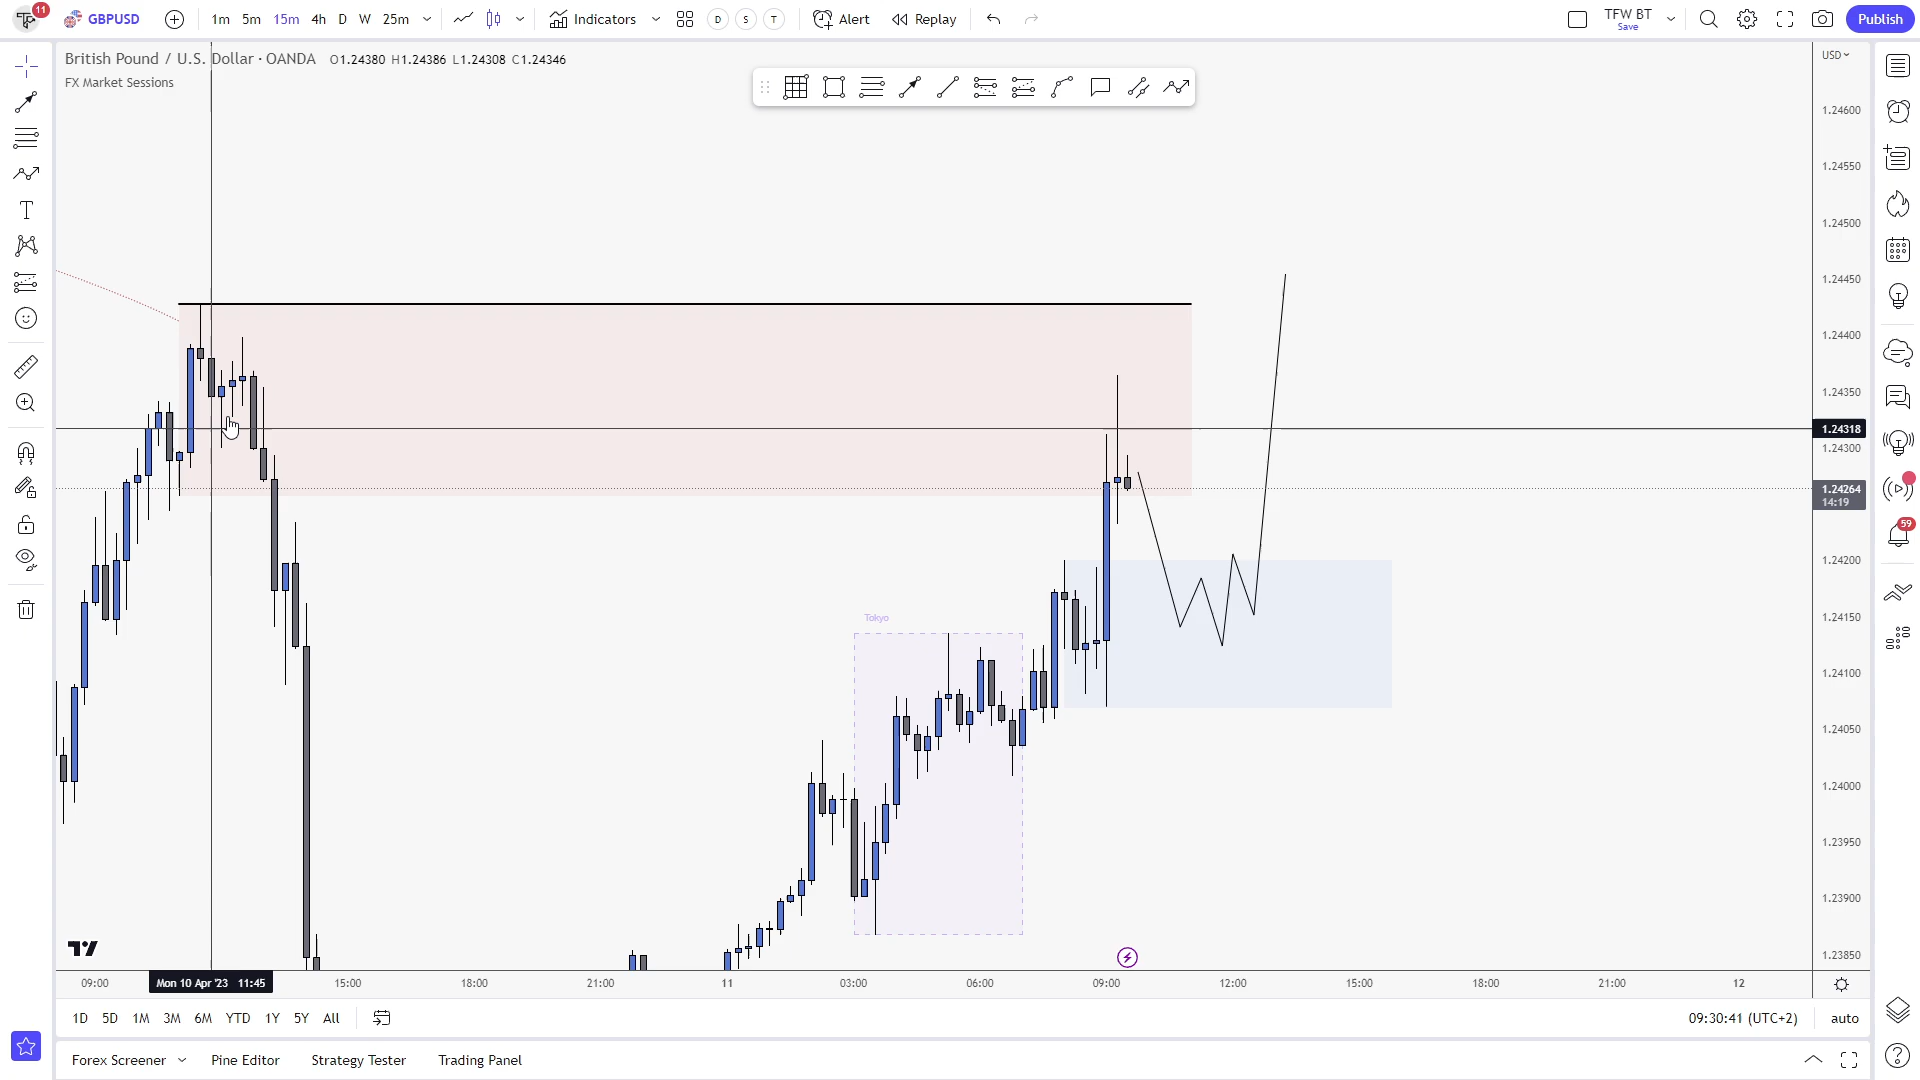 11
GBPUSD 1m 5m 15m 4h D W 25m Indicators D S T Alert Replay TFW BT Save Publish
British Pound / U.S. Dollar · OANDA O1.24380 H1.24386 L1.24308 C1.24346
USD
FX Market Sessions
1.24600
1.24550
1.24500
1.24450
1.24400
1.24350
1.24318
1.24300
1.24264
14:19
1.24200
1.24150
Tokyo
1.24100
1.24050
1.24000
1.23950
1.23900
1.23850
59
09:00 Mon 10 Apr '23 11:45 15:00 18:00 21:00 11 03:00 06:00 09:00 12:00 15:00 18:00 21:00 12
1D 5D 1M 3M 6M YTD 1Y 5Y All 09:30:41 (UTC+2) auto
Forex Screener Pine Editor Strategy Tester Trading Panel